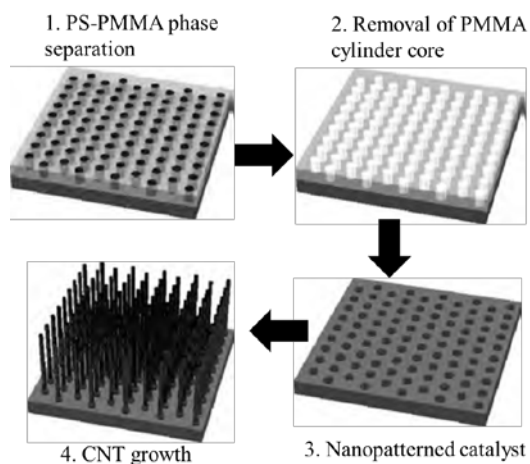 1. PS-PMMA phase
separation
2. Removal of PMMA
cylinder core
4. CNT growth
3. Nanopatterned catalyst